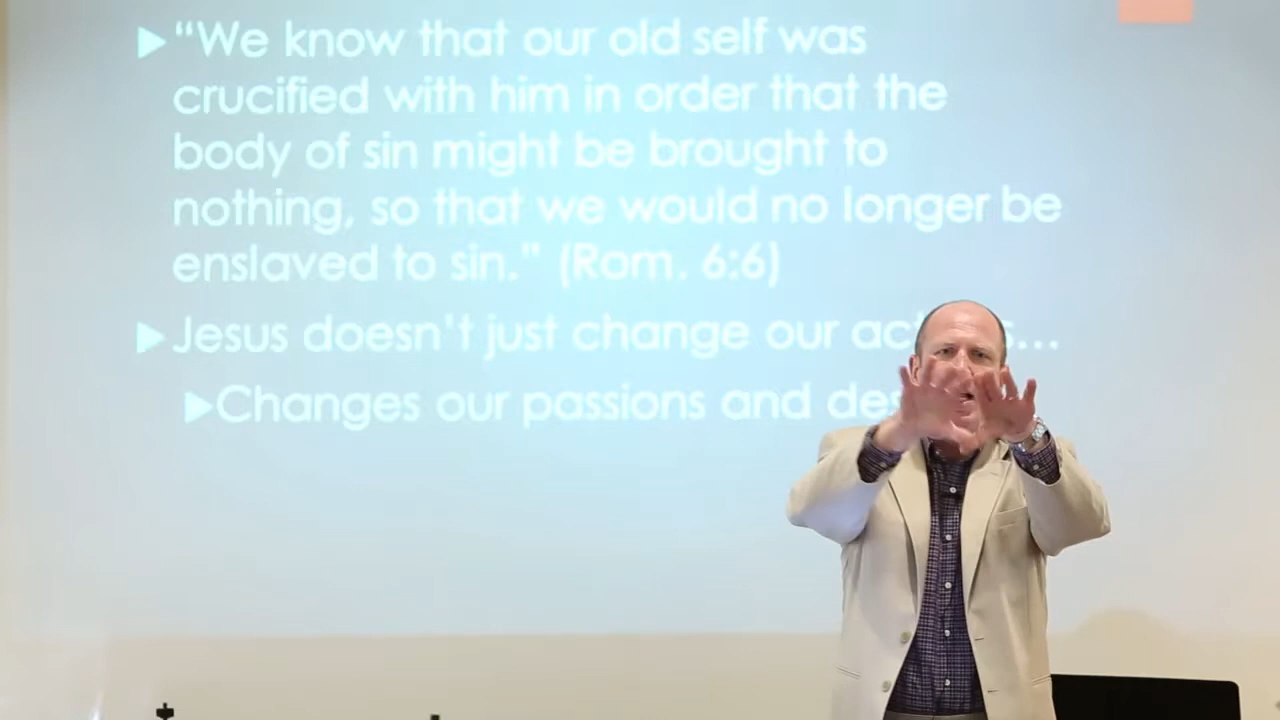 “We know that our old self was
crucified with him in order that the
body of sin might be brought to
nothing, so that we would no longer be
enslaved to sin.” (Rom. 6:6)
Jesus doesn’t just change our
Changes our passions and